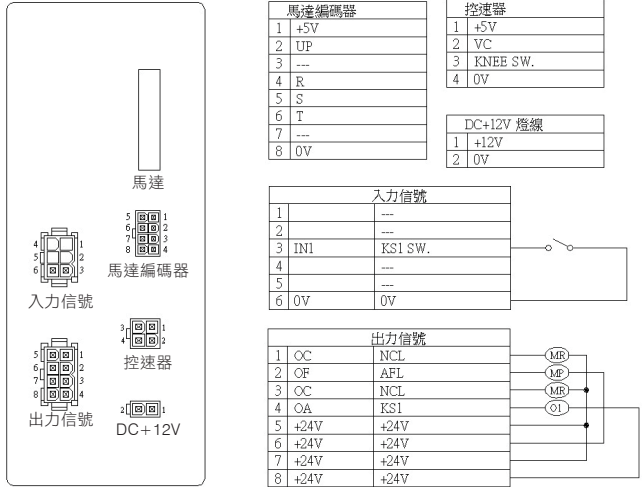 馬達
5 1
6 2
7 3
8 4
馬達編碼器
4 1
5 2
6 3
入力信號
3 1
4 2
控速器
5 1
6 2
7 3
8 4
出力信號
2 1
DC+12V
馬達編碼器
1 +5V
2 UP
3 ---
4 R
5 S
6 T
7 ---
8 0V
控速器
1 +5V
2 VC
3 KNEE SW.
4 0V
DC+12V 燈線
1 +12V
2 0V
入力信號
1 ---
2 ---
3 IN1 KS1 SW.
4 ---
5 ---
6 0V 0V
出力信號
1 OC NCL MR
2 OF AFL MP
3 OC NCL MR
4 OA KS1 O1
5 +24V +24V
6 +24V +24V
7 +24V +24V
8 +24V +24V